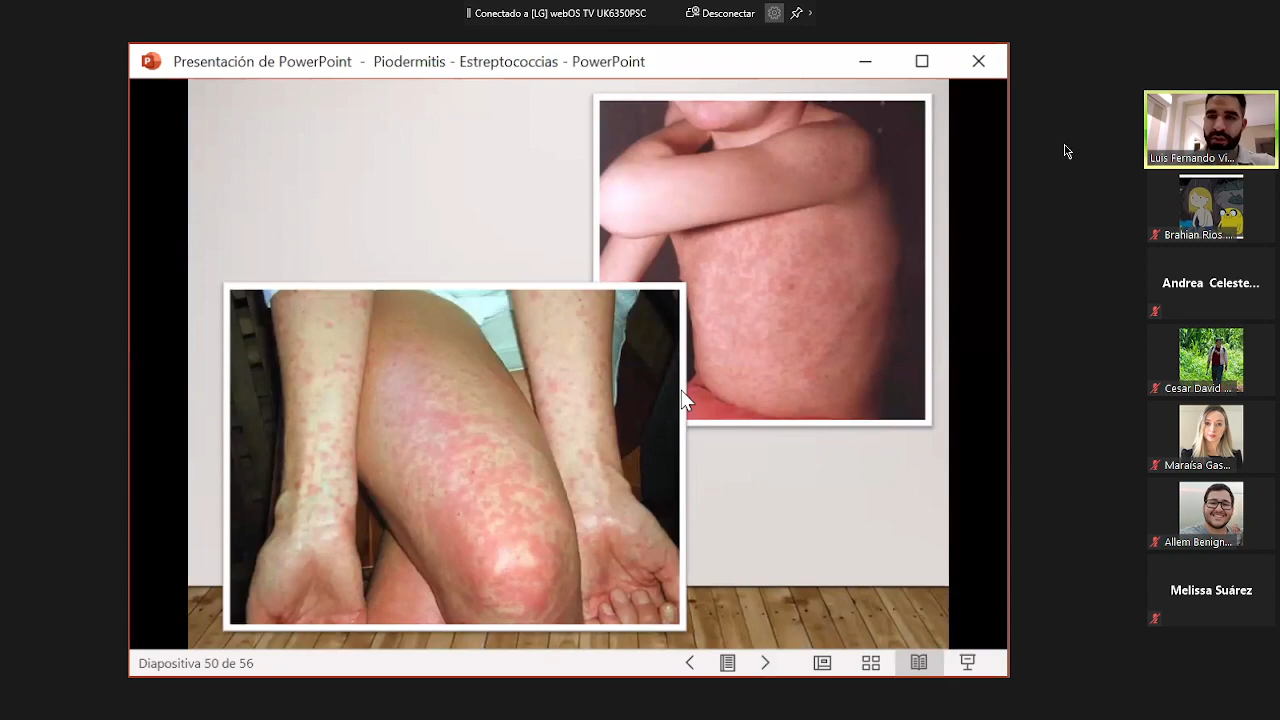 Conectado a [LG] webOS TV UK6350PSC
Desconectar
Presentación de PowerPoint - Piodermitis - Estreptococcias - PowerPoint
Luis Fernando Vi...
Brahian Rios ...
Andrea Celeste...
Cesar David ...
Maraísa Gas...
Allem Benign...
Melissa Suárez
Diapositiva 50 de 56